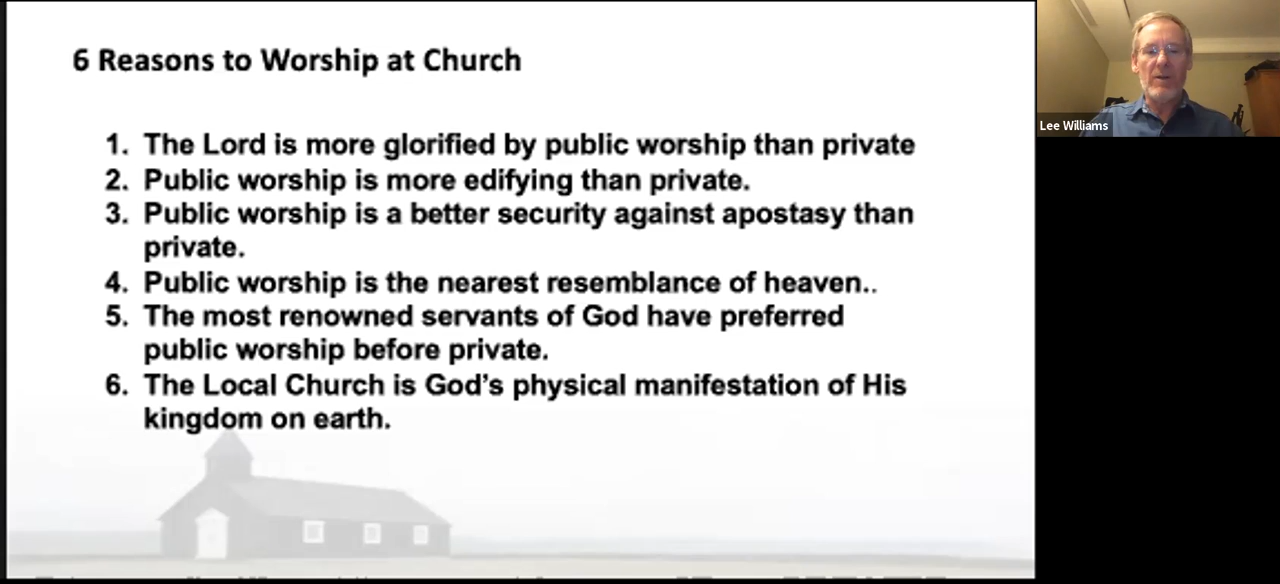 6 Reasons to Worship at Church
1. The Lord is more glorified by public worship than private
2. Public worship is more edifying than private.
3. Public worship is a better security against apostasy than
private.
4. Public worship is the nearest resemblance of heaven..
5. The most renowned servants of God have preferred
public worship before private.
6. The Local Church is God's physical manifestation of His
kingdom on earth.
Lee Williams